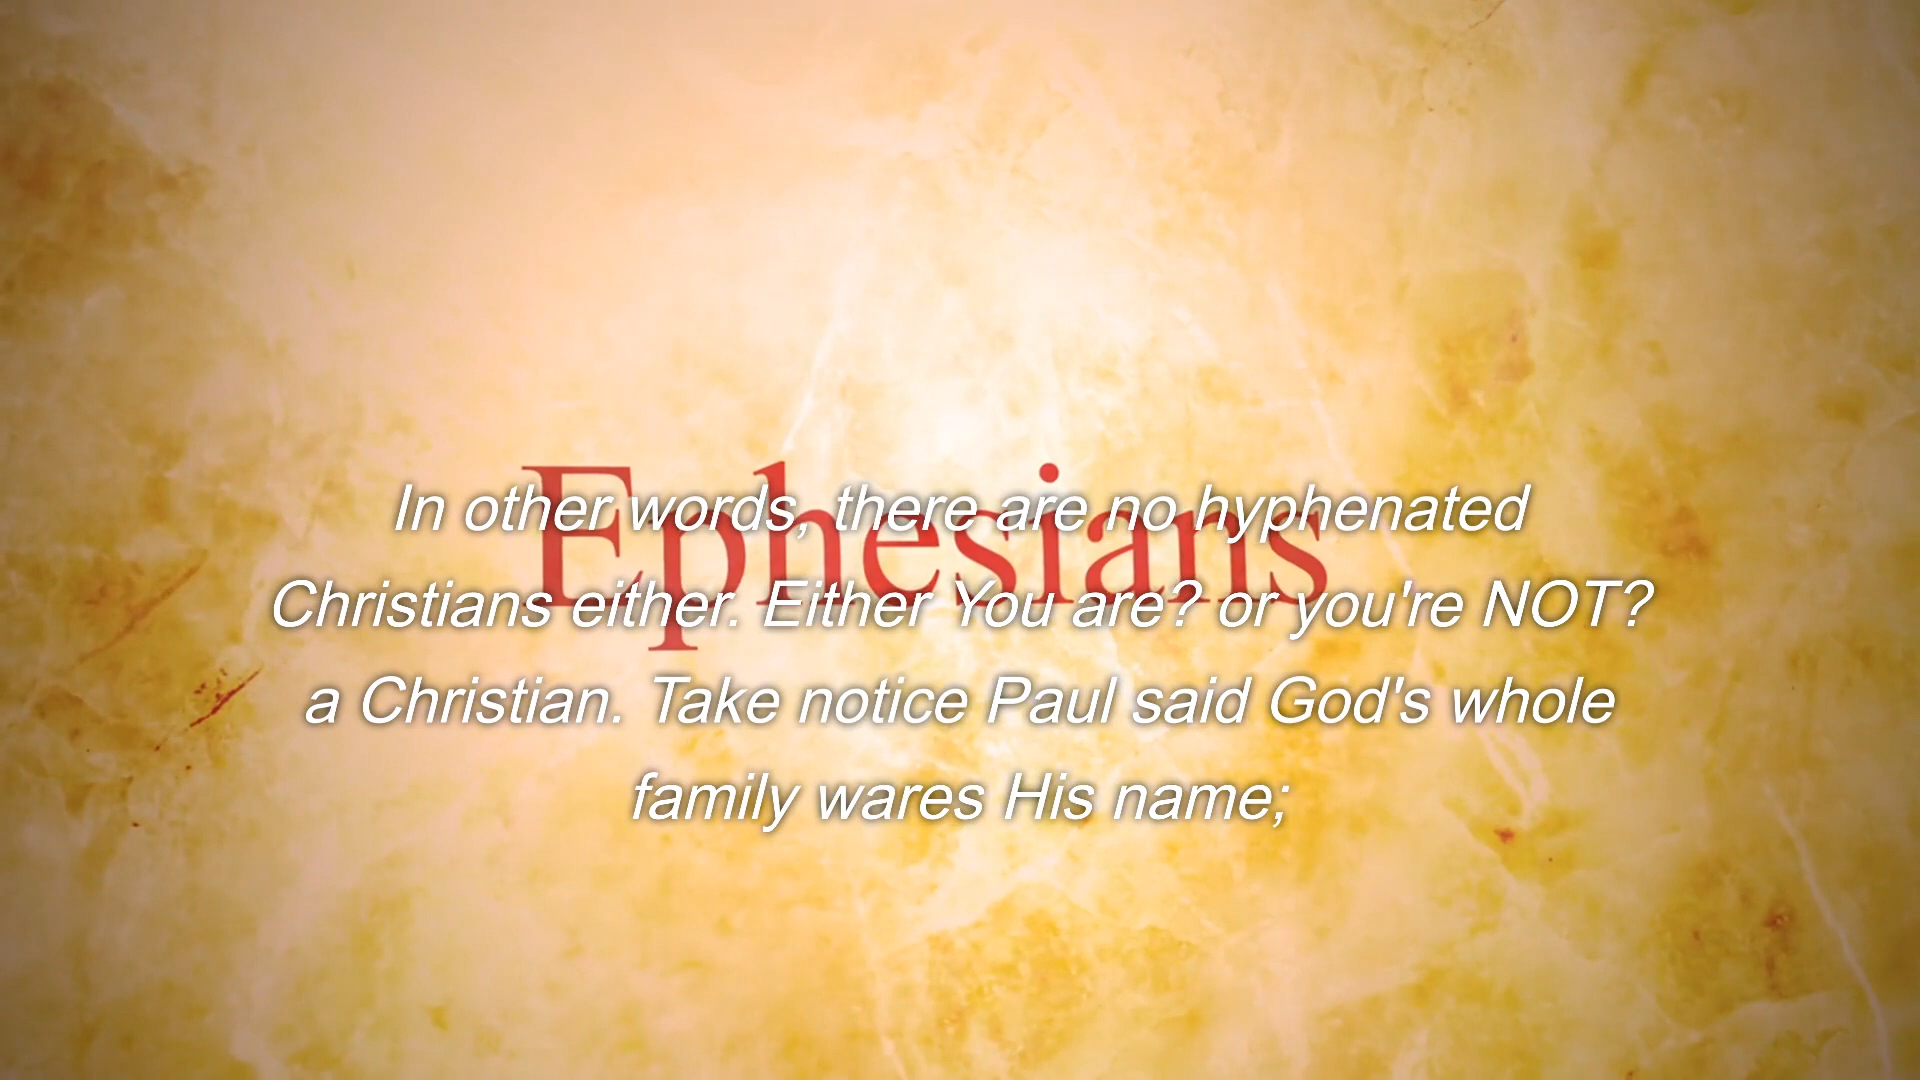 Ephesians
In other words, there are no hyphenated
Christians either. Either You are? or you're NOT?
a Christian. Take notice Paul said God's whole
family wares His name;